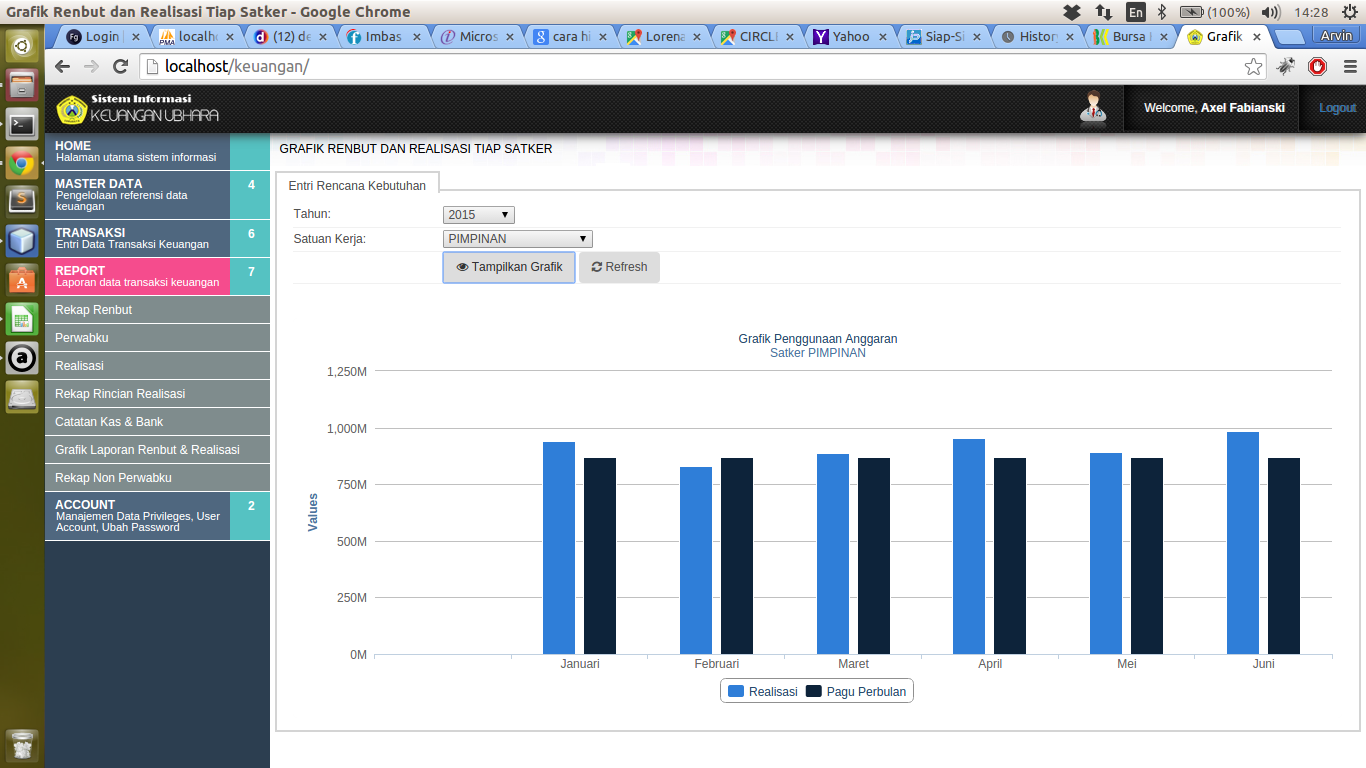 Grafik Renbut dan Realisasi Tiap Satker - Google Chrome
En
(100%)
14:28
Login
localh
(12) de
Imbas
Micros
cara hi
Lorena
CIRCL
Yahoo
Siap-Si
Histor
Bursa
Grafik
Arvin
localhost/keuangan/
Sistem Informasi
KEUANGAN UBHARA
Welcome, Axel Fabianski
Logout
HOME
Halaman utama sistem informasi
MASTER DATA
4
Pengelolaan referensi data
keuangan
TRANSAKSI
6
Entri Data Transaksi Keuangan
REPORT
7
Laporan data transaksi keuangan
Rekap Renbut
Perwabku
Realisasi
Rekap Rincian Realisasi
Catatan Kas & Bank
Grafik Laporan Renbut & Realisasi
Rekap Non Perwabku
ACCOUNT
2
Manajemen Data Privileges, User
Account, Ubah Password
GRAFIK RENBUT DAN REALISASI TIAP SATKER
Entri Rencana Kebutuhan
Tahun:
2015
Satuan Kerja:
PIMPINAN
Tampilkan Grafik
Refresh
Grafik Penggunaan Anggaran
Satker PIMPINAN
Values
1,250M
1,000M
750M
500M
250M
0M
Januari
Februari
Maret
April
Mei
Juni
Realisasi
Pagu Perbulan